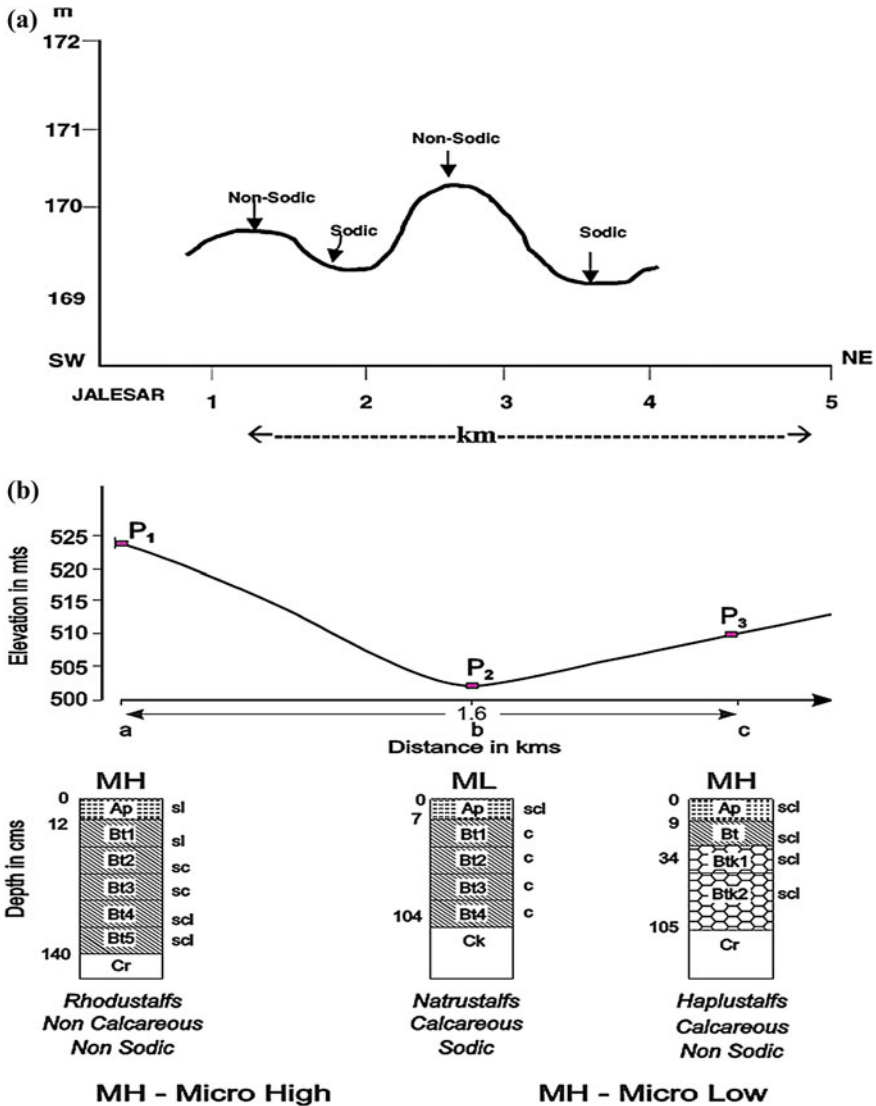 (a)
m
172
171
170
169
Non-Sodic
Sodic
Non-Sodic
Sodic
SW
NE
JALESAR 1 2 3 4 5
km
(b)
Elevation in mts
525
520
515
510
505
500
P1
P2
P3
1.6
a b c
Distance in kms
MH ML MH
Depth in cms
0
12
140
Ap sl
Bt1 sl
Bt2 sc
Bt3 sc
Bt4 scl
Bt5 scl
Cr
0
7
104
Ap scl
Bt1 c
Bt2 c
Bt3 c
Bt4 c
Ck
0
9
34
105
Ap scl
Bt scl
Btk1 scl
Btk2 scl
Cr
Rhodustalfs
Non Calcareous
Non Sodic
Natrustalfs
Calcareous
Sodic
Haplustalfs
Calcareous
Non Sodic
MH - Micro High MH - Micro Low